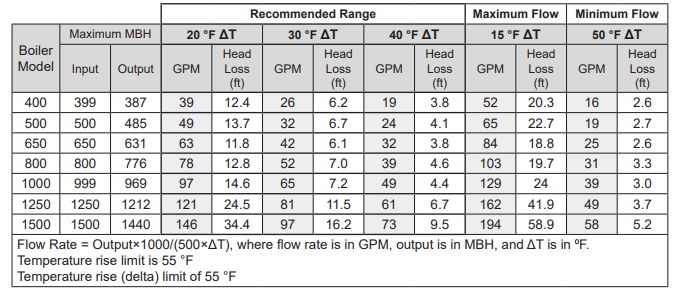 Recommended Range Maximum Flow Minimum Flow
Boiler Model Maximum MBH 20 °F ΔT 30 °F ΔT 40 °F ΔT 15 °F ΔT 50 °F ΔT
Input Output GPM Head Loss (ft) GPM Head Loss (ft) GPM Head Loss (ft) GPM Head Loss (ft) GPM Head Loss (ft)
400 399 387 39 12.4 26 6.2 19 3.8 52 20.3 16 2.6
500 500 485 49 13.7 32 6.7 24 4.1 65 22.7 19 2.7
650 650 631 63 11.8 42 6.1 32 3.8 84 18.8 25 2.6
800 800 776 78 12.8 52 7.0 39 4.6 103 19.7 31 3.3
1000 999 969 97 14.6 65 7.2 49 4.4 129 24 39 3.0
1250 1250 1212 121 24.5 81 11.5 61 6.7 162 41.9 49 3.7
1500 1500 1440 146 34.4 97 16.2 73 9.5 194 58.9 58 5.2
Flow Rate = Output×1000/(500×ΔT), where flow rate is in GPM, output is in MBH, and ΔT is in ºF.
Temperature rise limit is 55 °F
Temperature rise (delta) limit of 55 °F